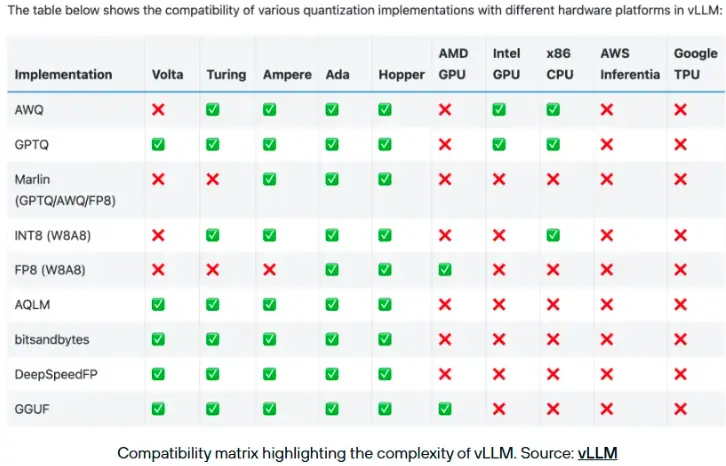 The table below shows the compatibility of various quantization implementations with different hardware platforms in vLLM:
Implementation Volta Turing Ampere Ada Hopper AMD GPU Intel GPU x86 CPU AWS Inferentia Google TPU
AWQ ❌ ✅ ✅ ✅ ✅ ❌ ✅ ✅ ❌ ❌
GPTQ ✅ ✅ ✅ ✅ ✅ ❌ ✅ ✅ ❌ ❌
Marlin (GPTQ/AWQ/FP8) ❌ ❌ ✅ ✅ ✅ ❌ ❌ ❌ ❌ ❌
INT8 (W8A8) ❌ ✅ ✅ ✅ ✅ ❌ ❌ ✅ ❌ ❌
FP8 (W8A8) ❌ ❌ ❌ ✅ ✅ ✅ ❌ ❌ ❌ ❌
AQLM ✅ ✅ ✅ ✅ ✅ ❌ ❌ ❌ ❌ ❌
bitsandbytes ✅ ✅ ✅ ✅ ✅ ❌ ❌ ❌ ❌ ❌
DeepSpeedFP ✅ ✅ ✅ ✅ ✅ ❌ ❌ ❌ ❌ ❌
GGUF ✅ ✅ ✅ ✅ ✅ ✅ ❌ ❌ ❌ ❌
Compatibility matrix highlighting the complexity of vLLM. Source: vLLM